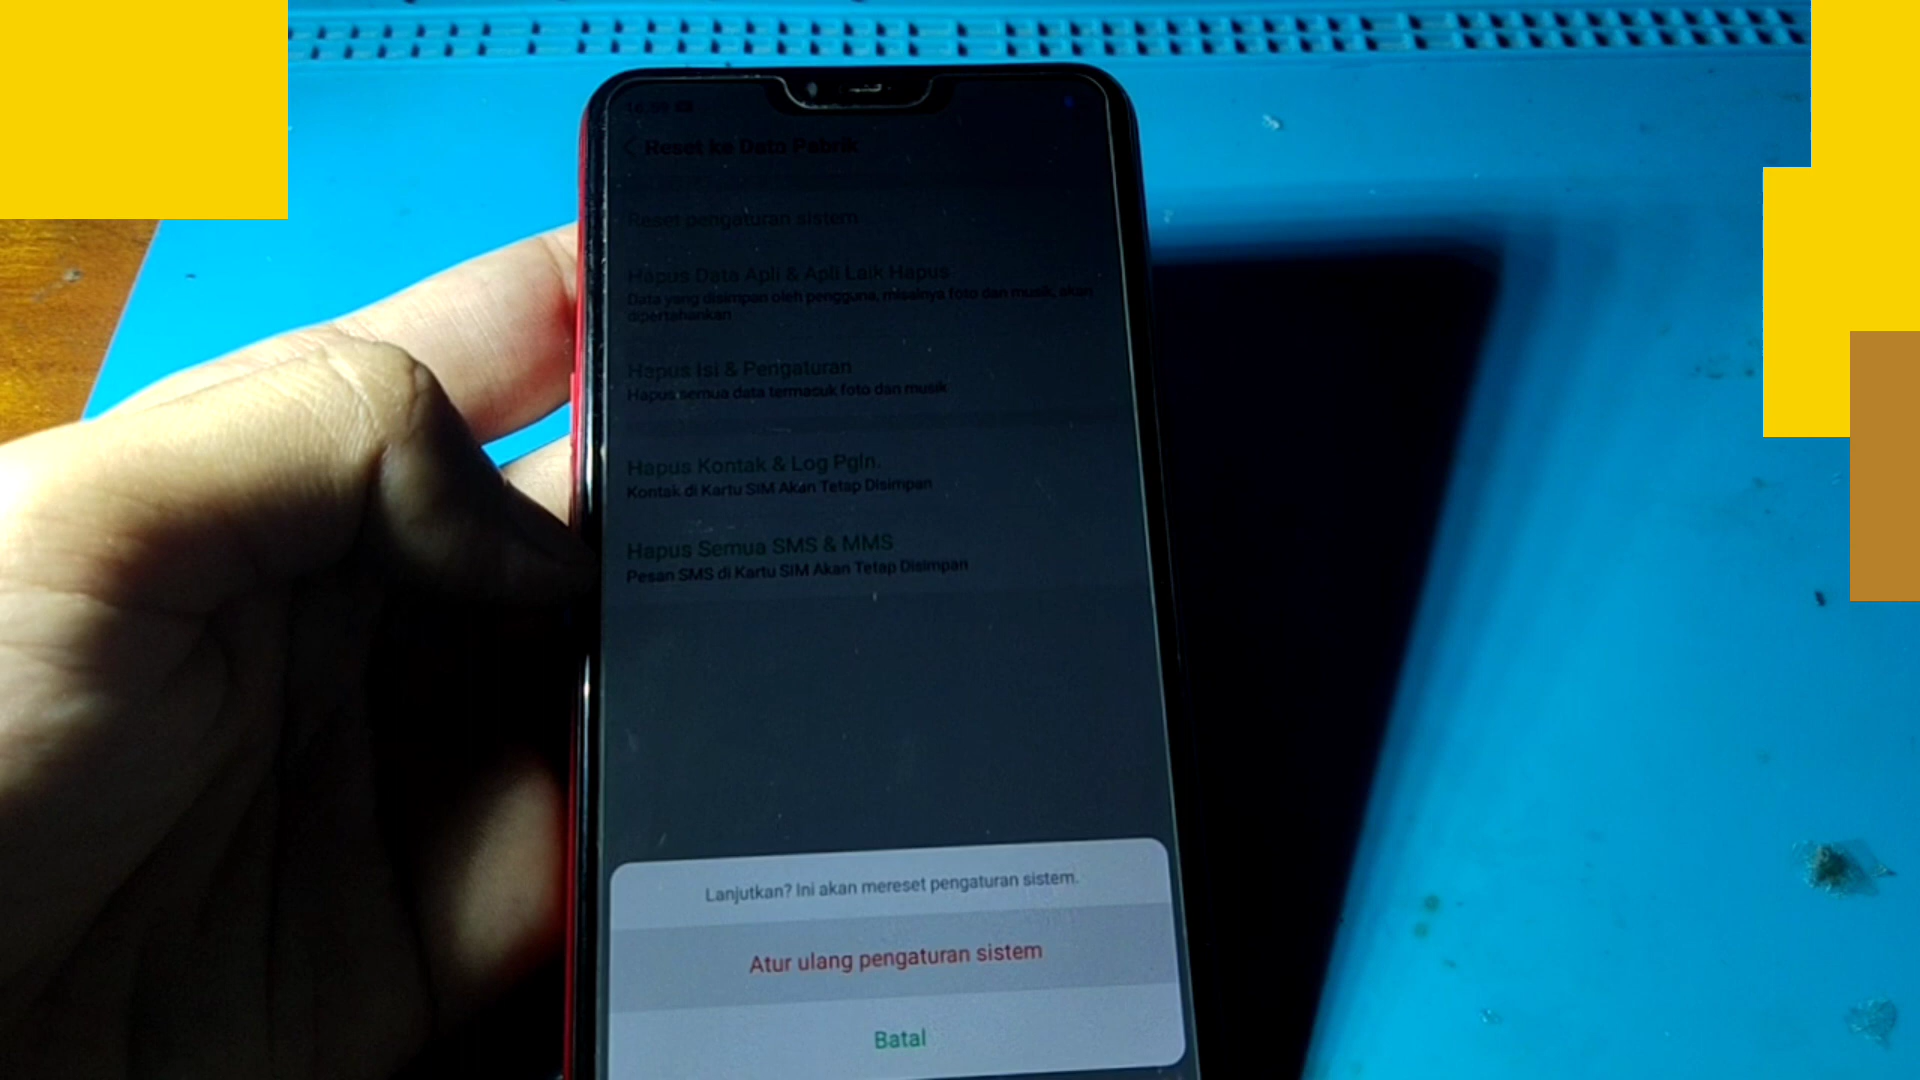 Reset ke Data Pabrik
Reset pengaturan sistem
Hapus Data Apli & Apli Laik Hapus
Data yang disimpan oleh pengguna, misalnya foto dan musik, akan
dipertahankan
Hapus Isi & Pengaturan
Hapus semua data termasuk foto dan musik
Hapus Kontak & Log Pgln.
Kontak di Kartu SIM Akan Tetap Disimpan
Hapus Semua SMS & MMS
Pesan SMS di Kartu SIM Akan Tetap Disimpan
Lanjutkan? Ini akan mereset pengaturan sistem.
Atur ulang pengaturan sistem
Batal